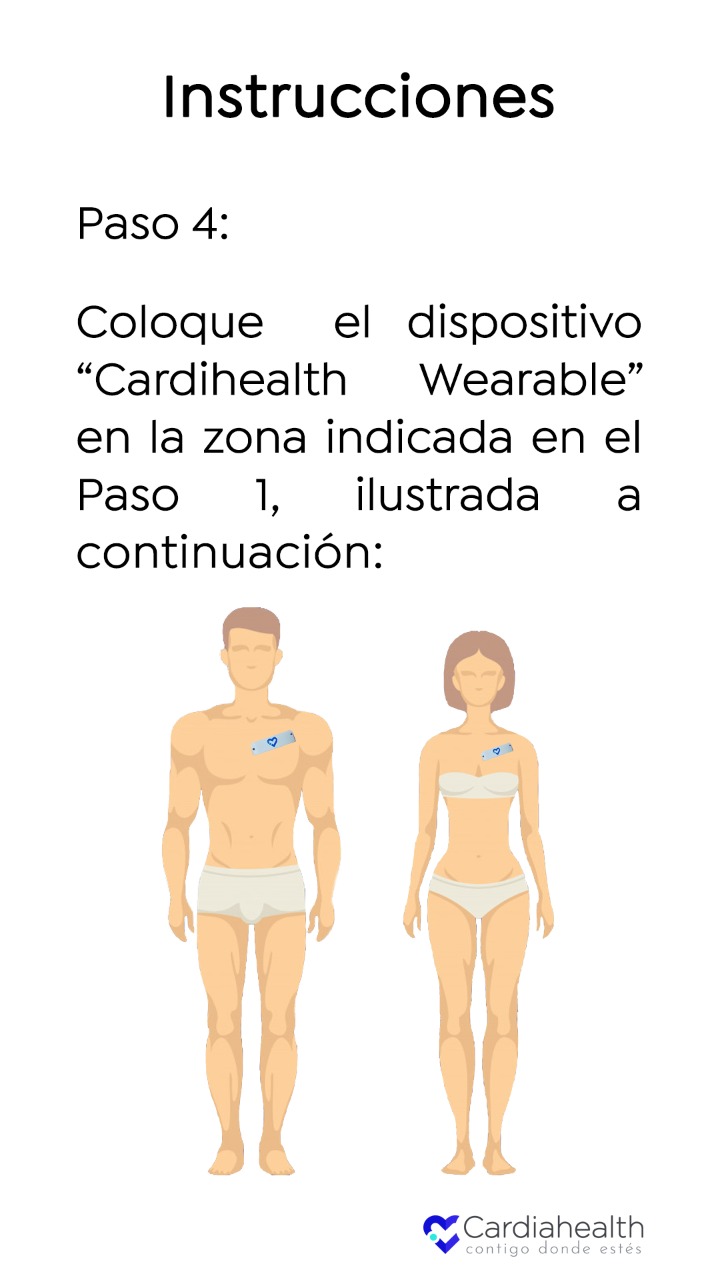 Instrucciones
Paso 4:
Coloque el dispositivo
“Cardihealth Wearable”
en la zona indicada en el
Paso 1, ilustrada a
continuación:
Cardiahealth
contigo donde estés